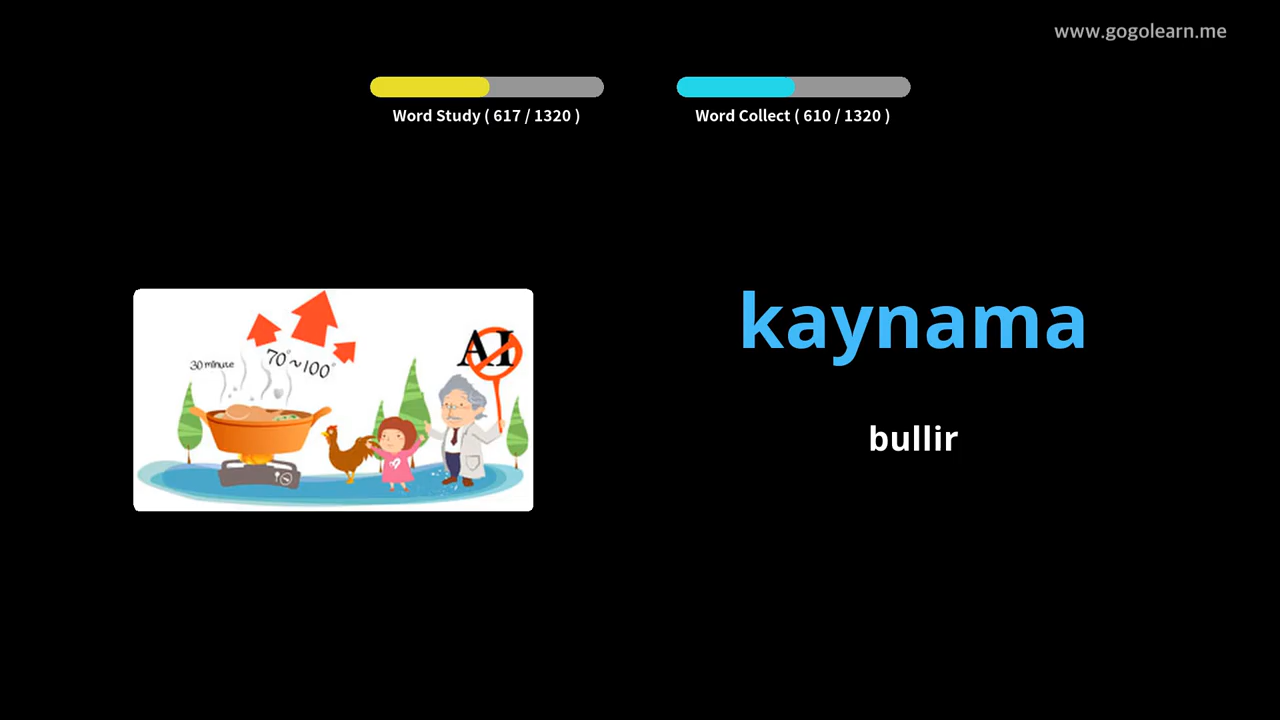 www.gogolearn.me
Word Study ( 617 / 1320 )
Word Collect ( 610 / 1320 )
30 minute
70°~100°
AI
kaynama
bullir